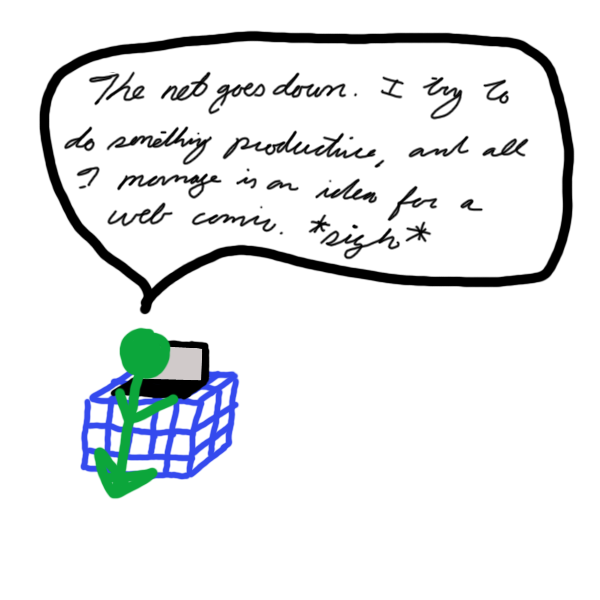 The net goes down. I try to
do something productive, and all
I manage is an idea for a
web comic. *sigh*